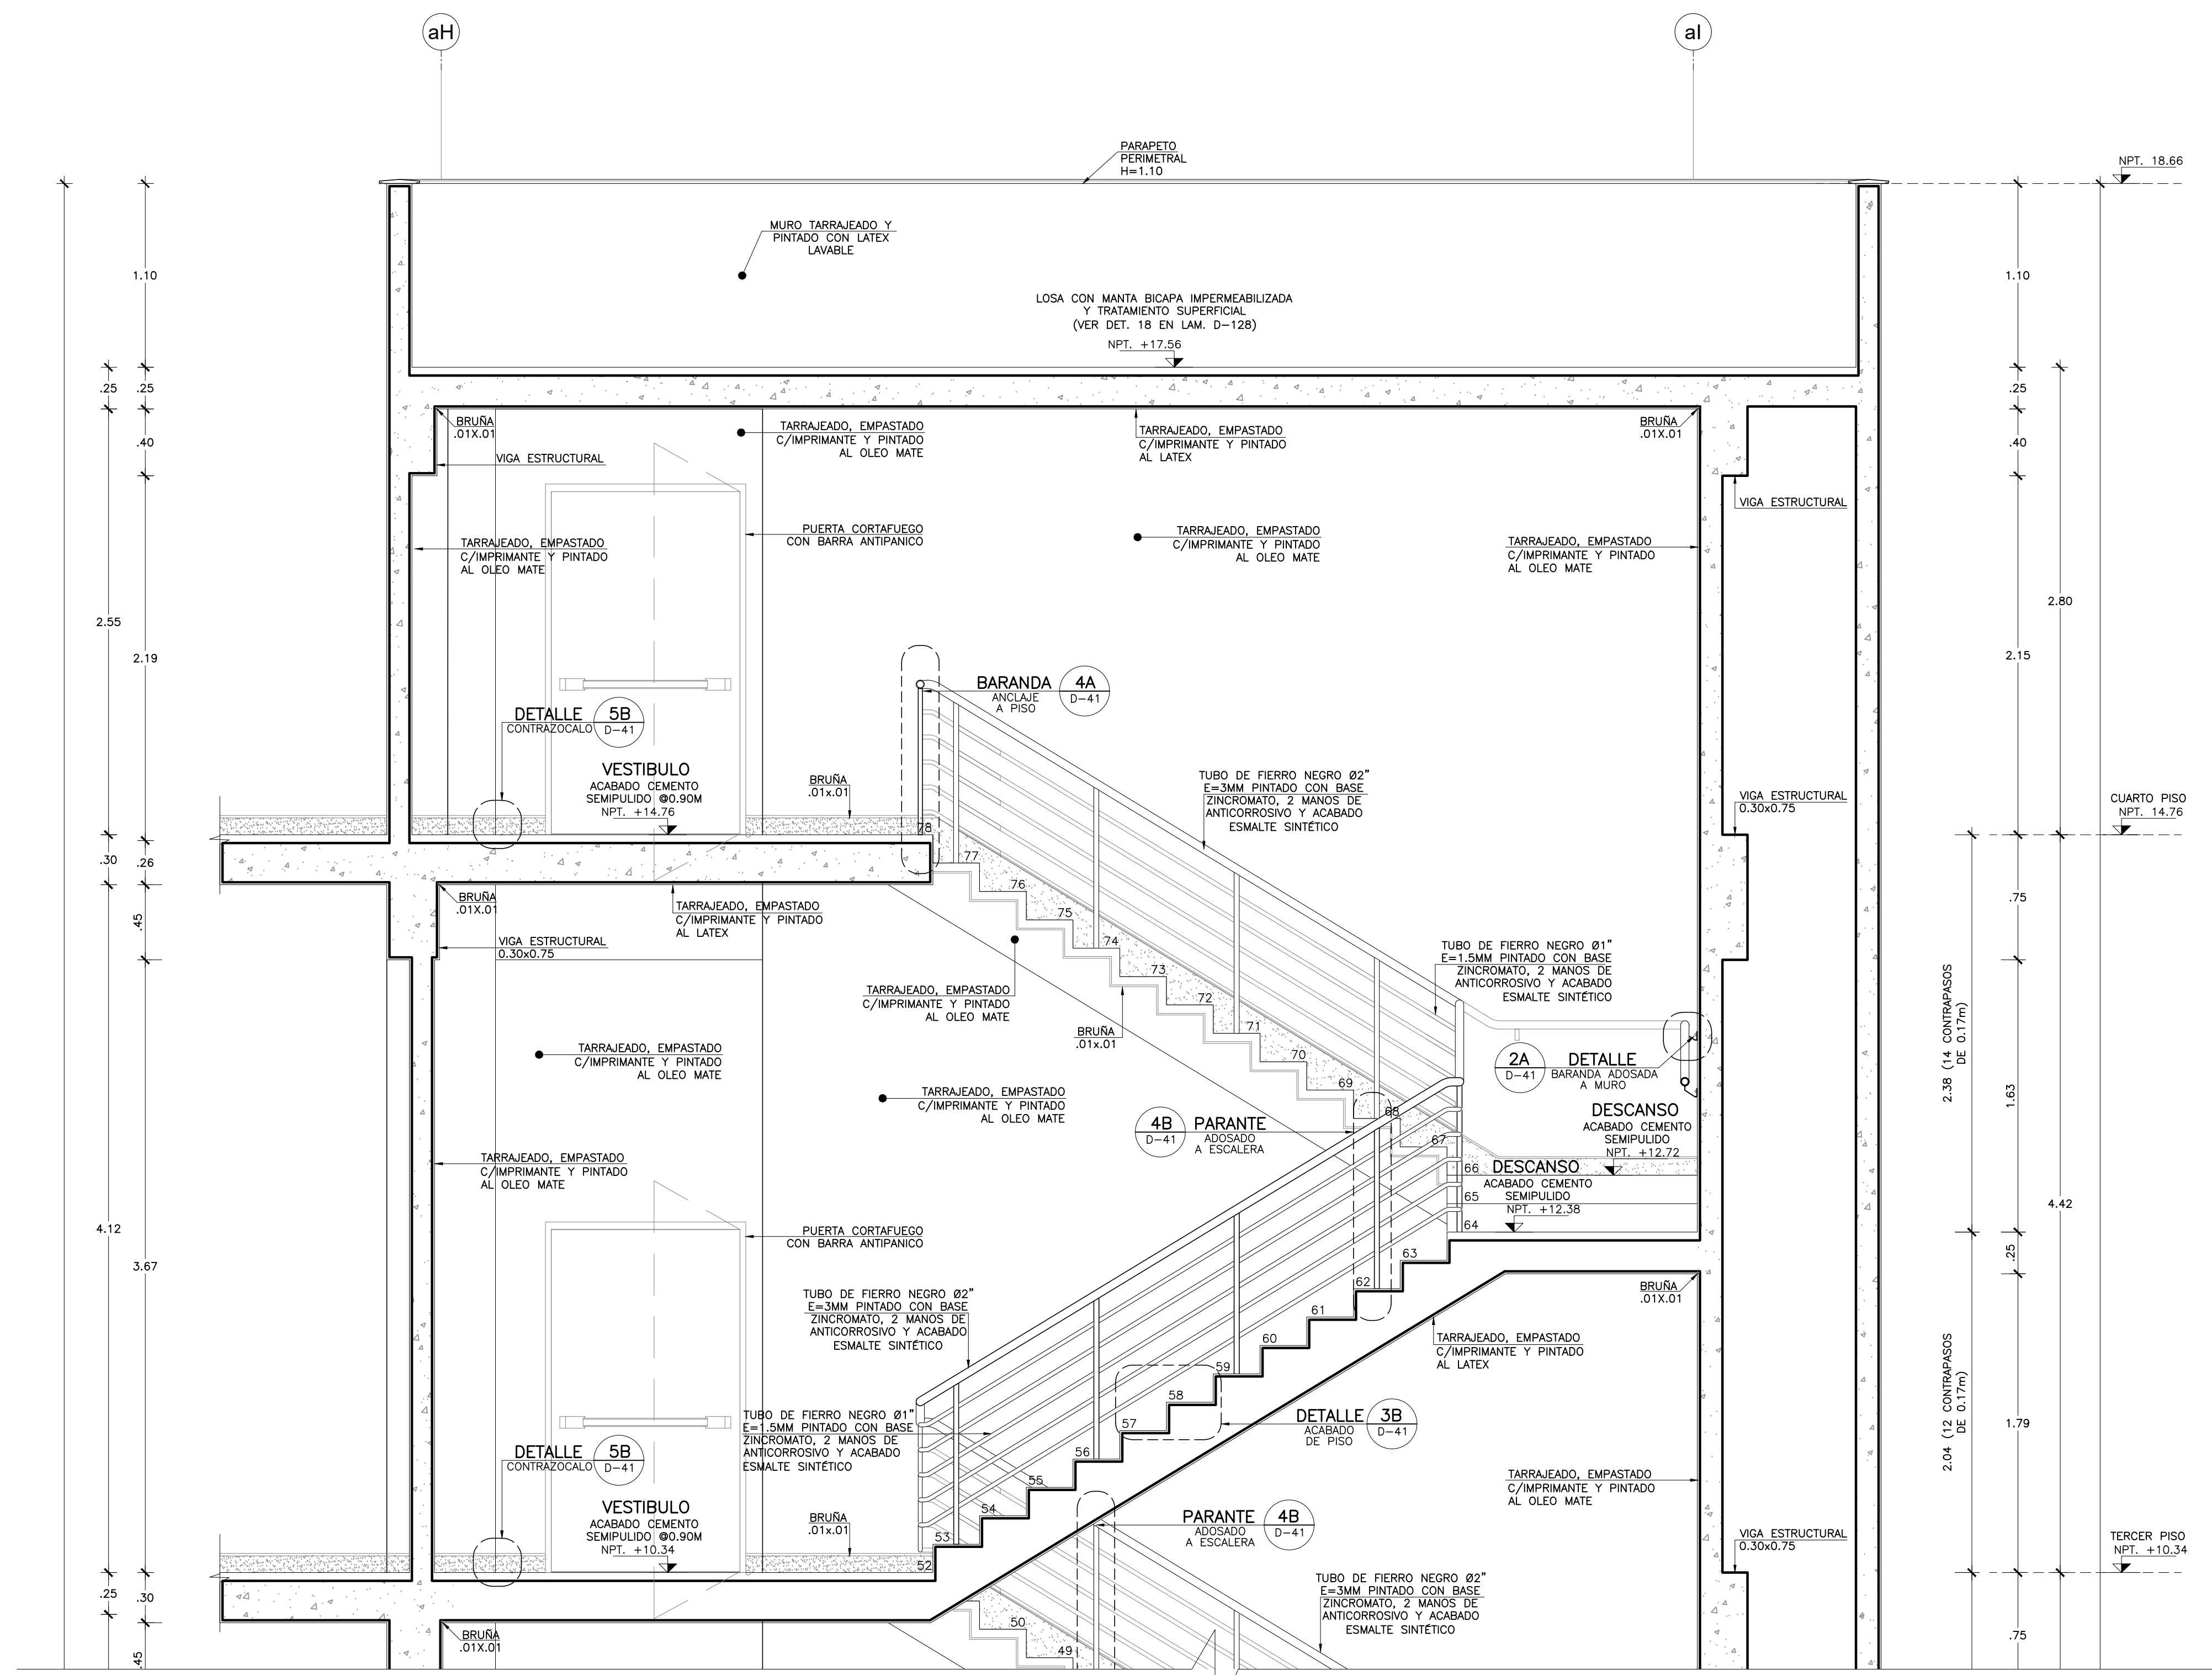 aH
aI
PARAPETO
PERIMETRAL
H=1.10
NPT. 18.66
MURO TARRAJEADO Y
PINTADO CON LATEX
LAVABLE
1.10
1.10
LOSA CON MANTA BICAPA IMPERMEABILIZADA
Y TRATAMIENTO SUPERFICIAL
(VER DET. 18 EN LAM. D-128)
NPT. +17.56
.25
.25
.25
BRUÑA
.01X.01
TARRAJEADO, EMPASTADO
C/IMPRIMANTE Y PINTADO
AL OLEO MATE
TARRAJEADO, EMPASTADO
C/IMPRIMANTE Y PINTADO
AL LATEX
BRUÑA
.01X.01
.40
.40
VIGA ESTRUCTURAL
VIGA ESTRUCTURAL
PUERTA CORTAFUEGO
CON BARRA ANTIPANICO
TARRAJEADO, EMPASTADO
C/IMPRIMANTE Y PINTADO
AL OLEO MATE
TARRAJEADO, EMPASTADO
C/IMPRIMANTE Y PINTADO
AL OLEO MATE
TARRAJEADO, EMPASTADO
C/IMPRIMANTE Y PINTADO
AL OLEO MATE
2.55
2.19
2.15
2.80
BARANDA
ANCLAJE
A PISO
4A
D-41
DETALLE
CONTRAZOCALO
5B
D-41
VESTIBULO
ACABADO CEMENTO
SEMIPULIDO @0.90M
NPT. +14.76
BRUÑA
.01x.01
TUBO DE FIERRO NEGRO Ø2"
E=3MM PINTADO CON BASE
ZINCROMATO, 2 MANOS DE
ANTICORROSIVO Y ACABADO
ESMALTE SINTÉTICO
VIGA ESTRUCTURAL
0.30x0.75
CUARTO PISO
NPT. 14.76
78
77
76
75
74
73
72
71
70
69
68
67
66
65
64
.30
.26
.45
.75
BRUÑA
.01X.01
TARRAJEADO, EMPASTADO
C/IMPRIMANTE Y PINTADO
AL LATEX
VIGA ESTRUCTURAL
0.30x0.75
TARRAJEADO, EMPASTADO
C/IMPRIMANTE Y PINTADO
AL OLEO MATE
BRUÑA
.01x.01
TUBO DE FIERRO NEGRO Ø1"
E=1.5MM PINTADO CON BASE
ZINCROMATO, 2 MANOS DE
ANTICORROSIVO Y ACABADO
ESMALTE SINTÉTICO
TARRAJEADO, EMPASTADO
C/IMPRIMANTE Y PINTADO
AL OLEO MATE
TARRAJEADO, EMPASTADO
C/IMPRIMANTE Y PINTADO
AL OLEO MATE
2A
D-41
DETALLE
BARANDA ADOSADA
A MURO
4B
D-41
PARANTE
ADOSADO
A ESCALERA
DESCANSO
ACABADO CEMENTO
SEMIPULIDO
NPT. +12.72
DESCANSO
ACABADO CEMENTO
SEMIPULIDO
NPT. +12.38
2.38 (14 CONTRAPASOS
DE 0.17m)
1.63
4.42
TARRAJEADO, EMPASTADO
C/IMPRIMANTE Y PINTADO
AL OLEO MATE
4.12
3.67
PUERTA CORTAFUEGO
CON BARRA ANTIPANICO
.25
BRUÑA
.01X.01
TUBO DE FIERRO NEGRO Ø2"
E=3MM PINTADO CON BASE
ZINCROMATO, 2 MANOS DE
ANTICORROSIVO Y ACABADO
ESMALTE SINTÉTICO
63
62
61
60
59
58
57
56
55
54
53
52
TARRAJEADO, EMPASTADO
C/IMPRIMANTE Y PINTADO
AL LATEX
2.04 (12 CONTRAPASOS
DE 0.17m)
1.79
TUBO DE FIERRO NEGRO Ø1"
E=1.5MM PINTADO CON BASE
ZINCROMATO, 2 MANOS DE
ANTICORROSIVO Y ACABADO
ESMALTE SINTÉTICO
DETALLE
ACABADO
DE PISO
3B
D-41
DETALLE
CONTRAZOCALO
5B
D-41
TARRAJEADO, EMPASTADO
C/IMPRIMANTE Y PINTADO
AL OLEO MATE
VESTIBULO
ACABADO CEMENTO
SEMIPULIDO @0.90M
NPT. +10.34
BRUÑA
.01x.01
PARANTE
ADOSADO
A ESCALERA
4B
D-41
VIGA ESTRUCTURAL
0.30x0.75
TERCER PISO
NPT. +10.34
TUBO DE FIERRO NEGRO Ø2"
E=3MM PINTADO CON BASE
ZINCROMATO, 2 MANOS DE
ANTICORROSIVO Y ACABADO
ESMALTE SINTÉTICO
.25
.30
.45
BRUÑA
.01X.01
50
49
.75